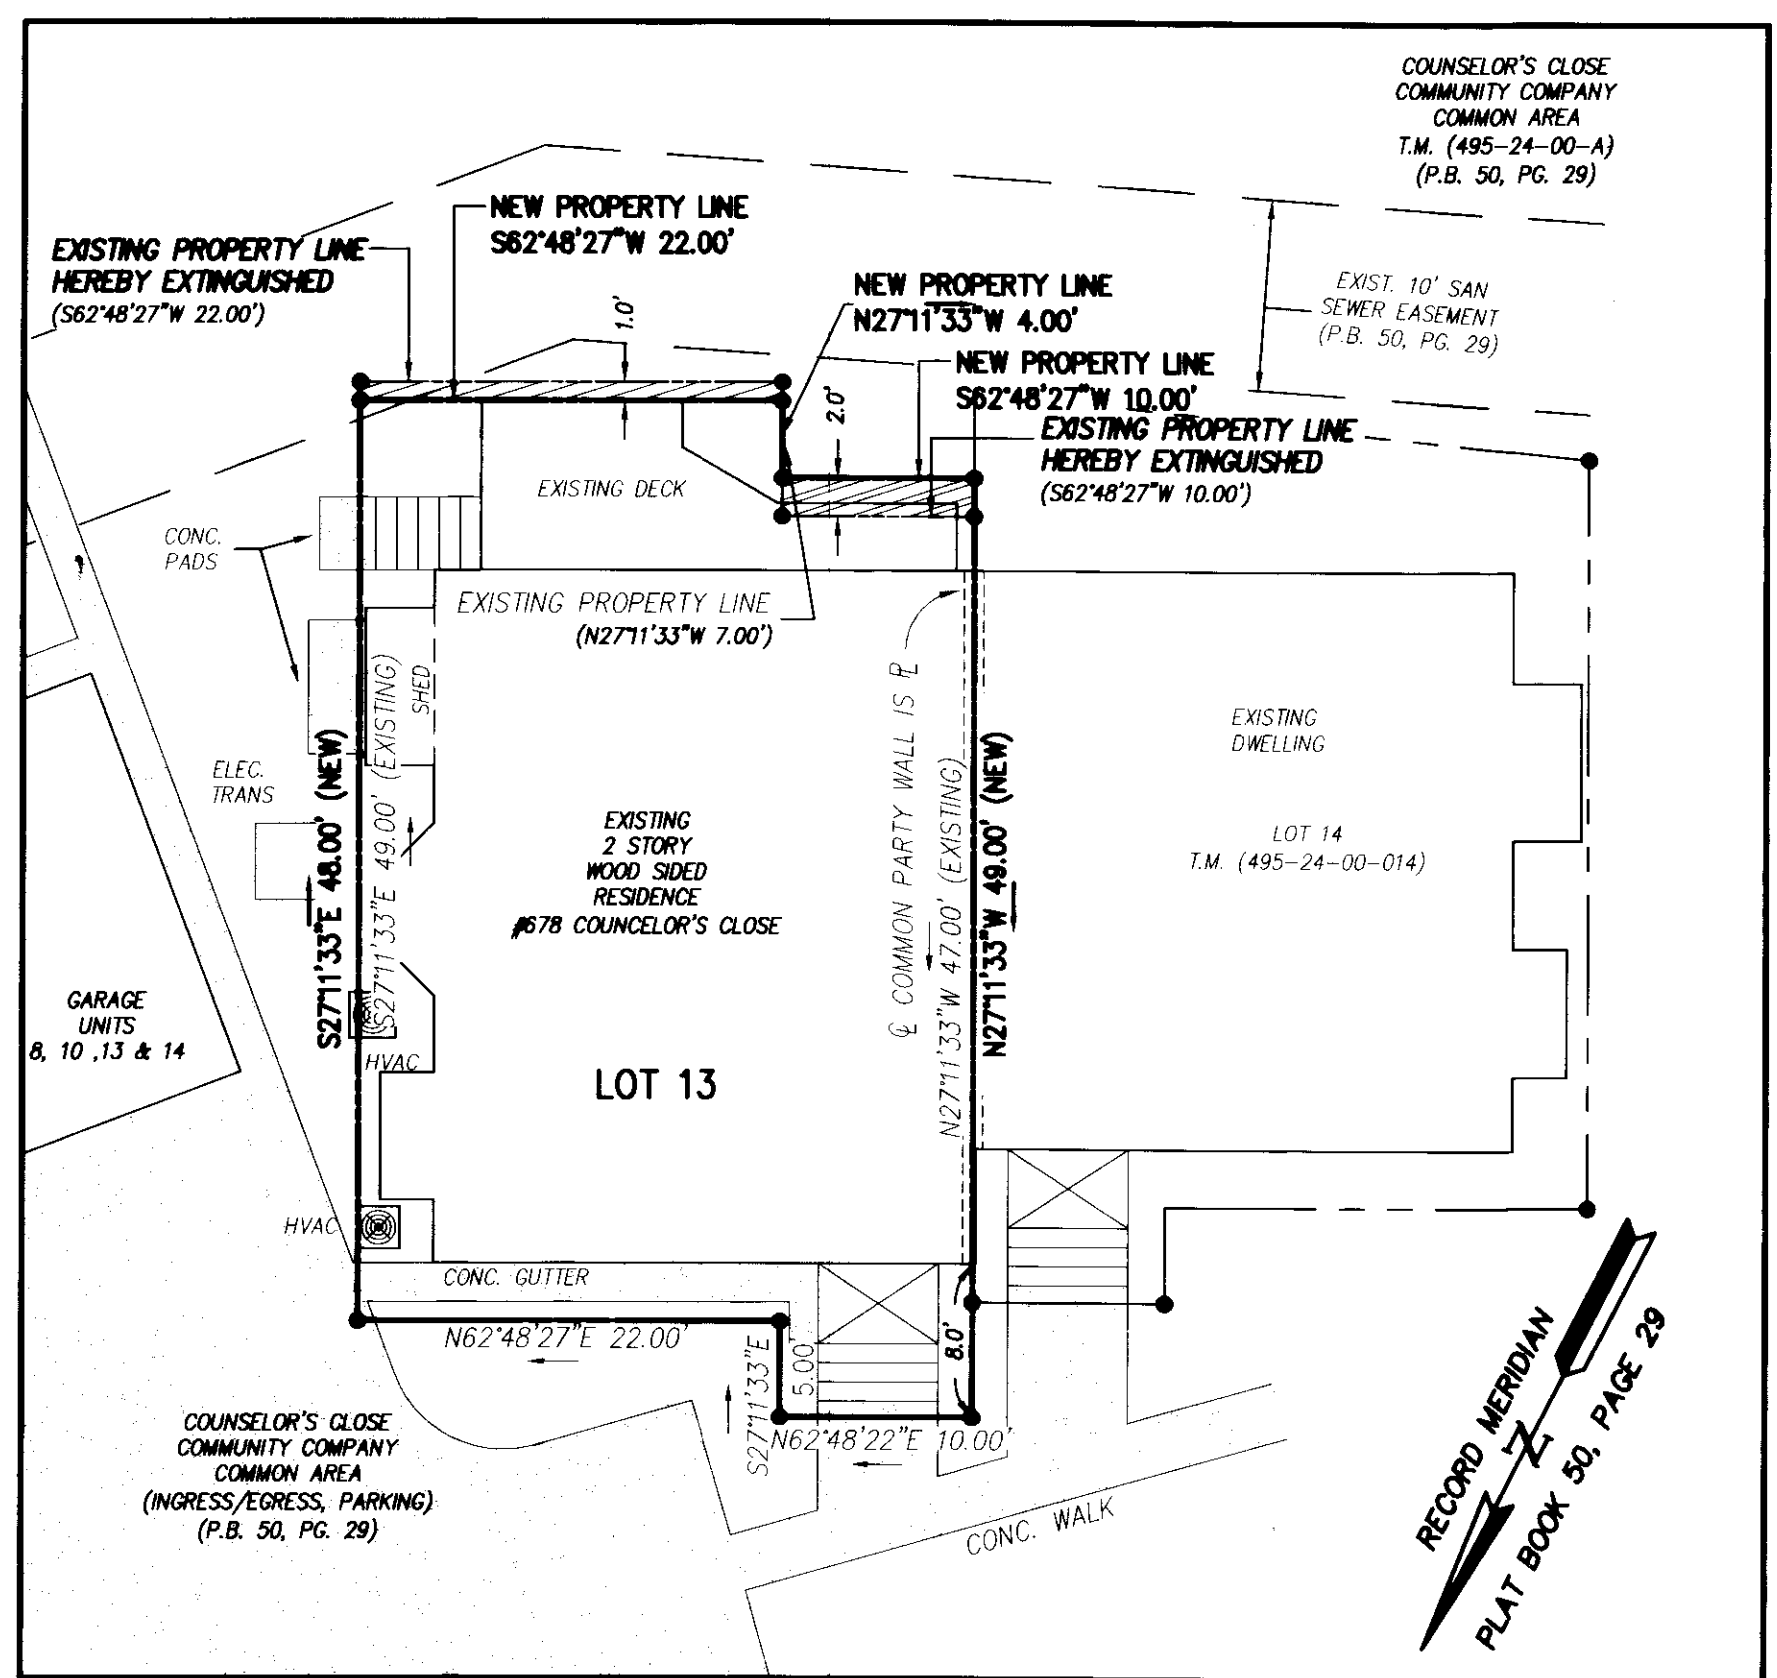 COUNSELOR'S CLOSE
COMMUNITY COMPANY
COMMON AREA
T.M. (495-24-00-A)
(P.B. 50, PG. 29)
NEW PROPERTY LINE
S62°48'27"W 22.00'
EXISTING PROPERTY LINE
HEREBY EXTINGUISHED
(S62°48'27"W 22.00')
1.0'
NEW PROPERTY LINE
N27°11'33"W 4.00'
EXIST. 10' SAN
SEWER EASEMENT
(P.B. 50, PG. 29)
NEW PROPERTY LINE
S62°48'27"W 10.00'
2.0'
EXISTING PROPERTY LINE
HEREBY EXTINGUISHED
(S62°48'27"W 10.00')
EXISTING DECK
CONC.
PADS
EXISTING PROPERTY LINE
(N27°11'33"W 7.00')
SHED
ELEC.
TRANS
S27°11'33"E 48.00' (NEW)
S27°11'33"E 49.00' (EXISTING)
EXISTING
2 STORY
WOOD SIDED
RESIDENCE
#678 COUNCELOR'S CLOSE
℄ COMMON PARTY WALL IS ⅊
N27°11'33"W 47.00' (EXISTING)
N27°11'33"W 49.00' (NEW)
EXISTING
DWELLING
LOT 14
T.M. (495-24-00-014)
GARAGE
UNITS
8, 10 ,13 & 14
HVAC
LOT 13
HVAC
CONC. GUTTER
N62°48'27"E 22.00'
S27°11'33"E
5.00'
8.0'
N62°48'22"E 10.00'
COUNSELOR'S CLOSE
COMMUNITY COMPANY
COMMON AREA
(INGRESS/EGRESS, PARKING)
(P.B. 50, PG. 29)
CONC. WALK
RECORD MERIDIAN
N
PLAT BOOK 50, PAGE 29